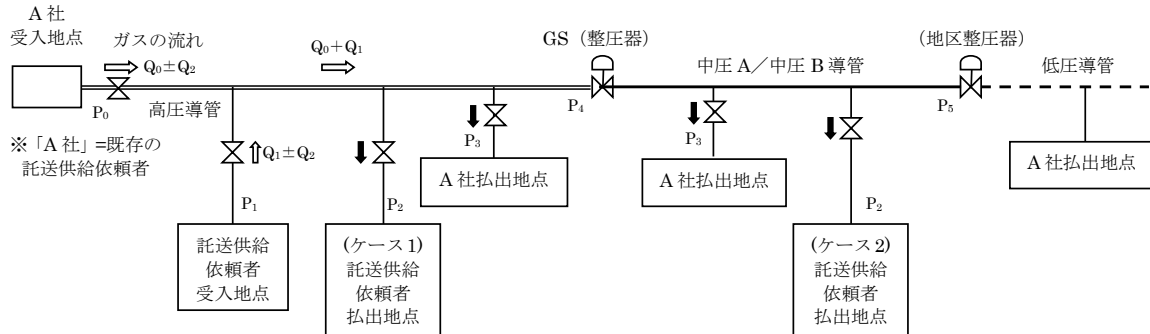 A 社
受入地点
ガスの流れ
Q₀±Q₂
Q₀＋Q₁
GS（整圧器）
（地区整圧器）
中圧 A／中圧 B 導管
低圧導管
P₀
高圧導管
P₄
P₅
※「A 社」=既存の
託送供給依頼者
Q₁±Q₂
P₃
A 社払出地点
P₃
A 社払出地点
A 社払出地点
P₁
P₂
P₂
託送供給
依頼者
受入地点
(ケース 1)
託送供給
依頼者
払出地点
(ケース 2)
託送供給
依頼者
払出地点